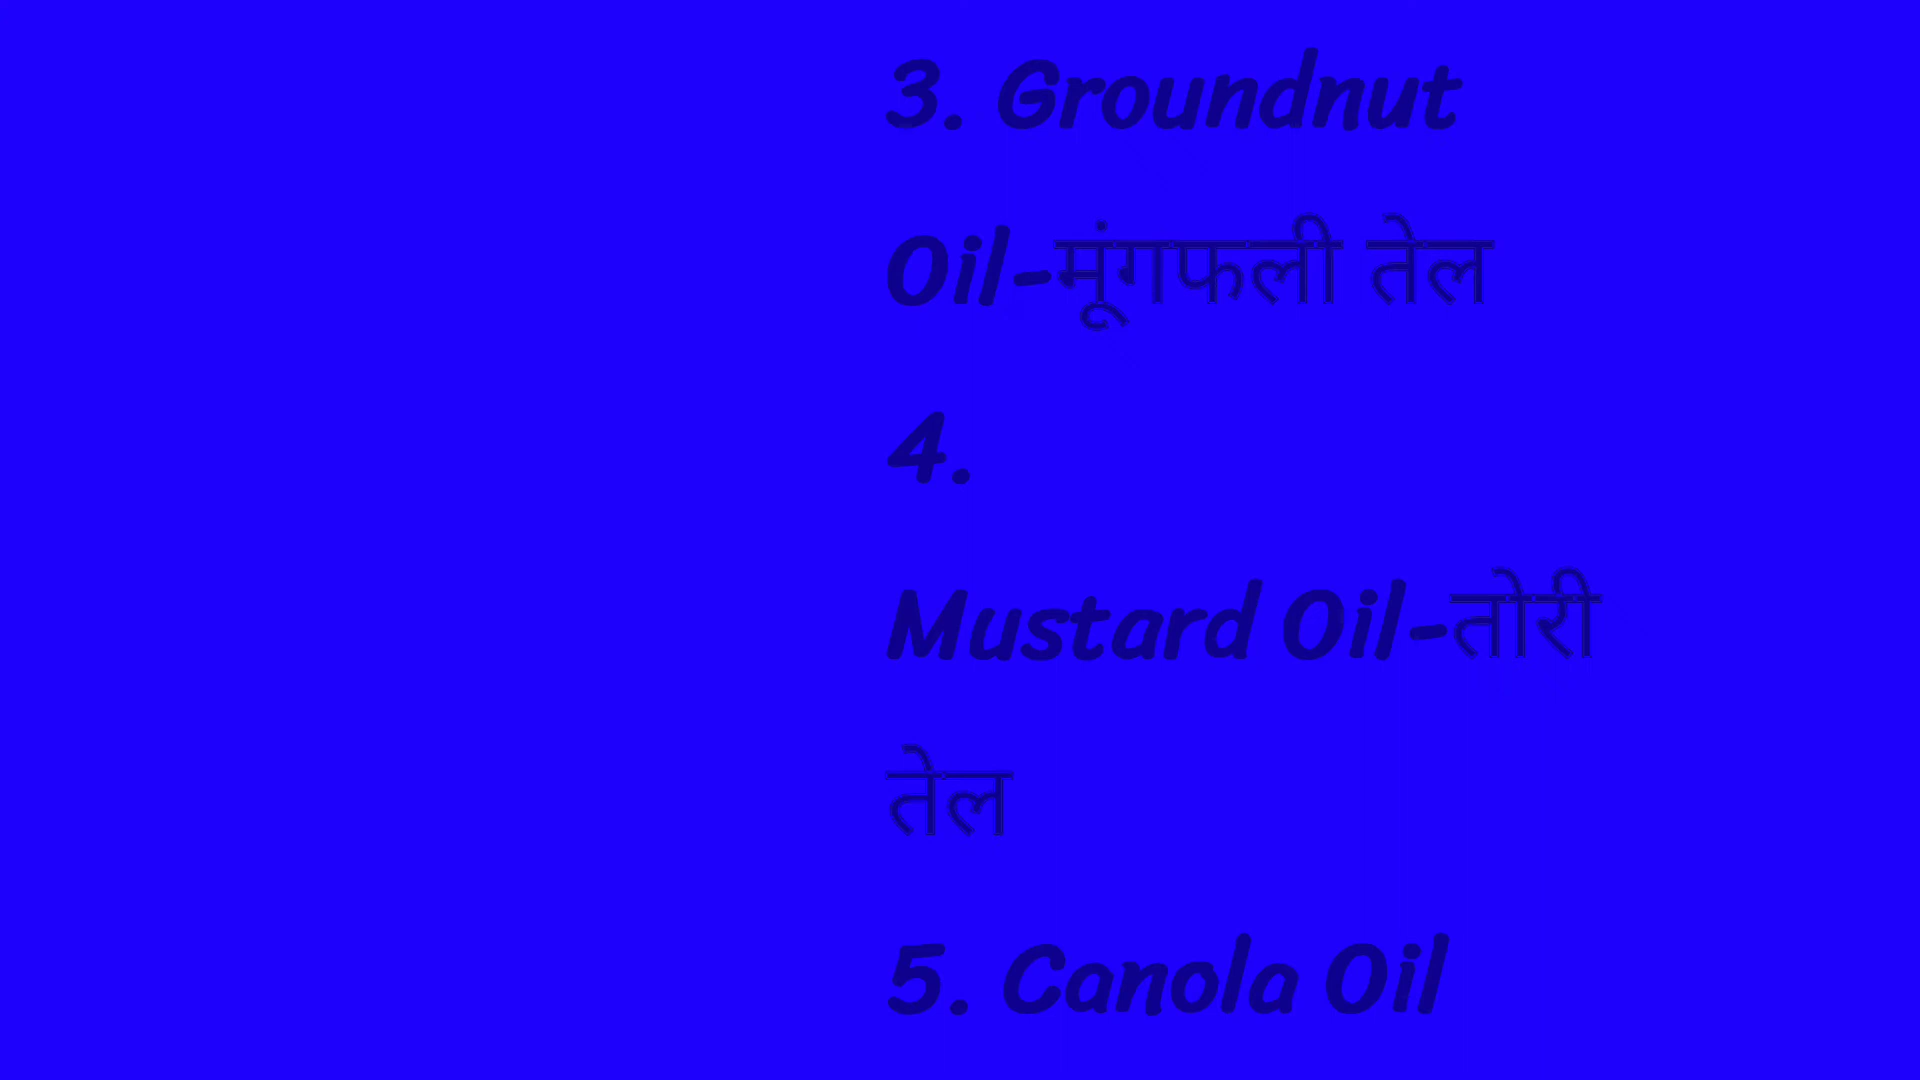 3. Groundnut
Oil-मूंगफली तेल
4.
Mustard Oil-तोरी
तेल
5. Canola Oil